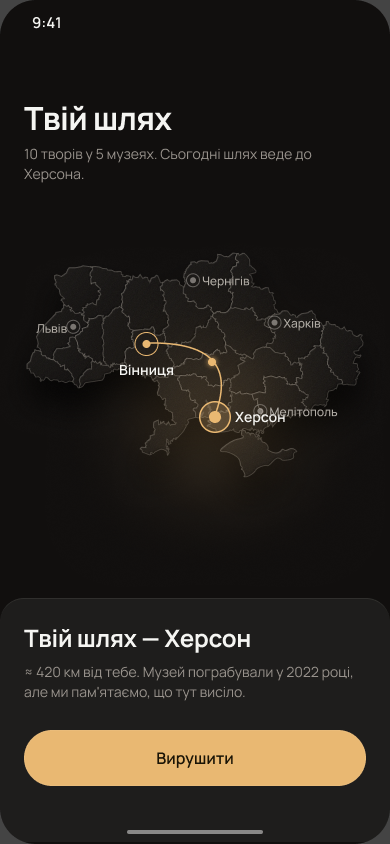 9:41
Твій шлях
10 творів у 5 музеях. Сьогодні шлях веде до
Херсона.
Чернігів
Харків
Львів
Вінниця
Мелітополь
Херсон
Твій шлях — Херсон
≈ 420 км від тебе. Музей пограбували у 2022 році,
але ми пам'ятаємо, що тут висіло.
Вирушити